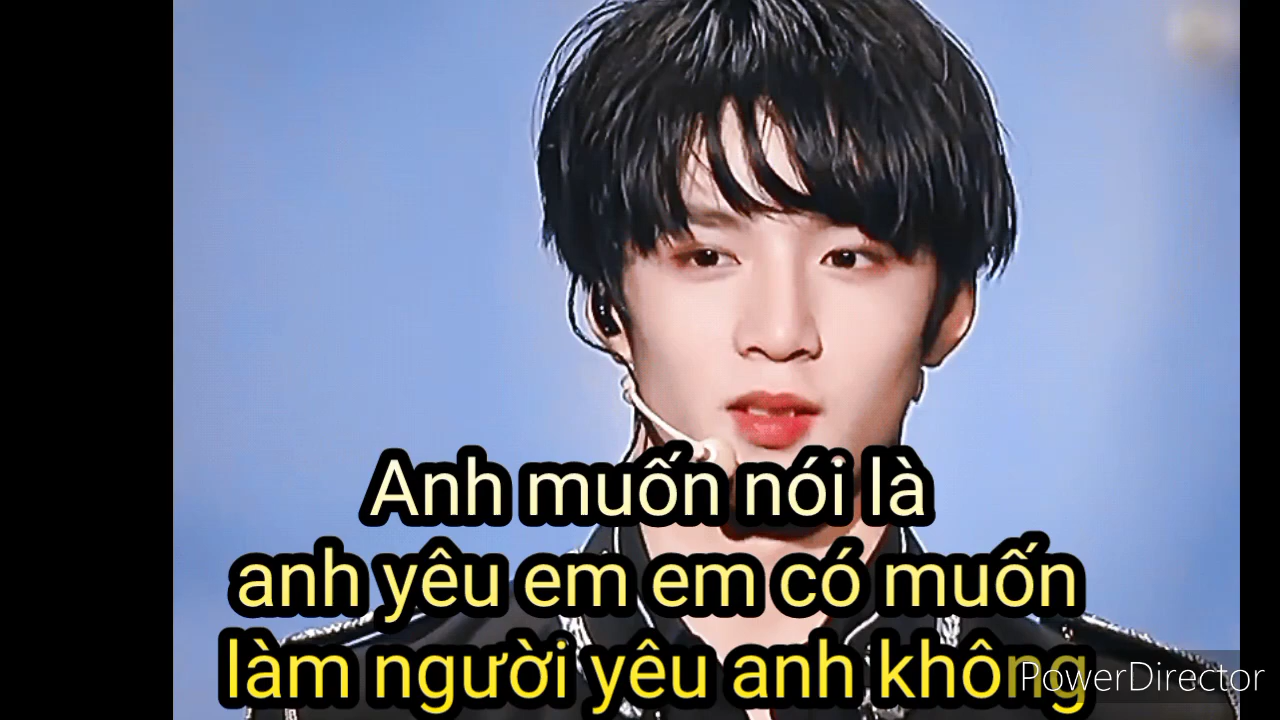 Anh muốn nói là
anh yêu em em có muốn
làm người yêu anh không
PowerDirector